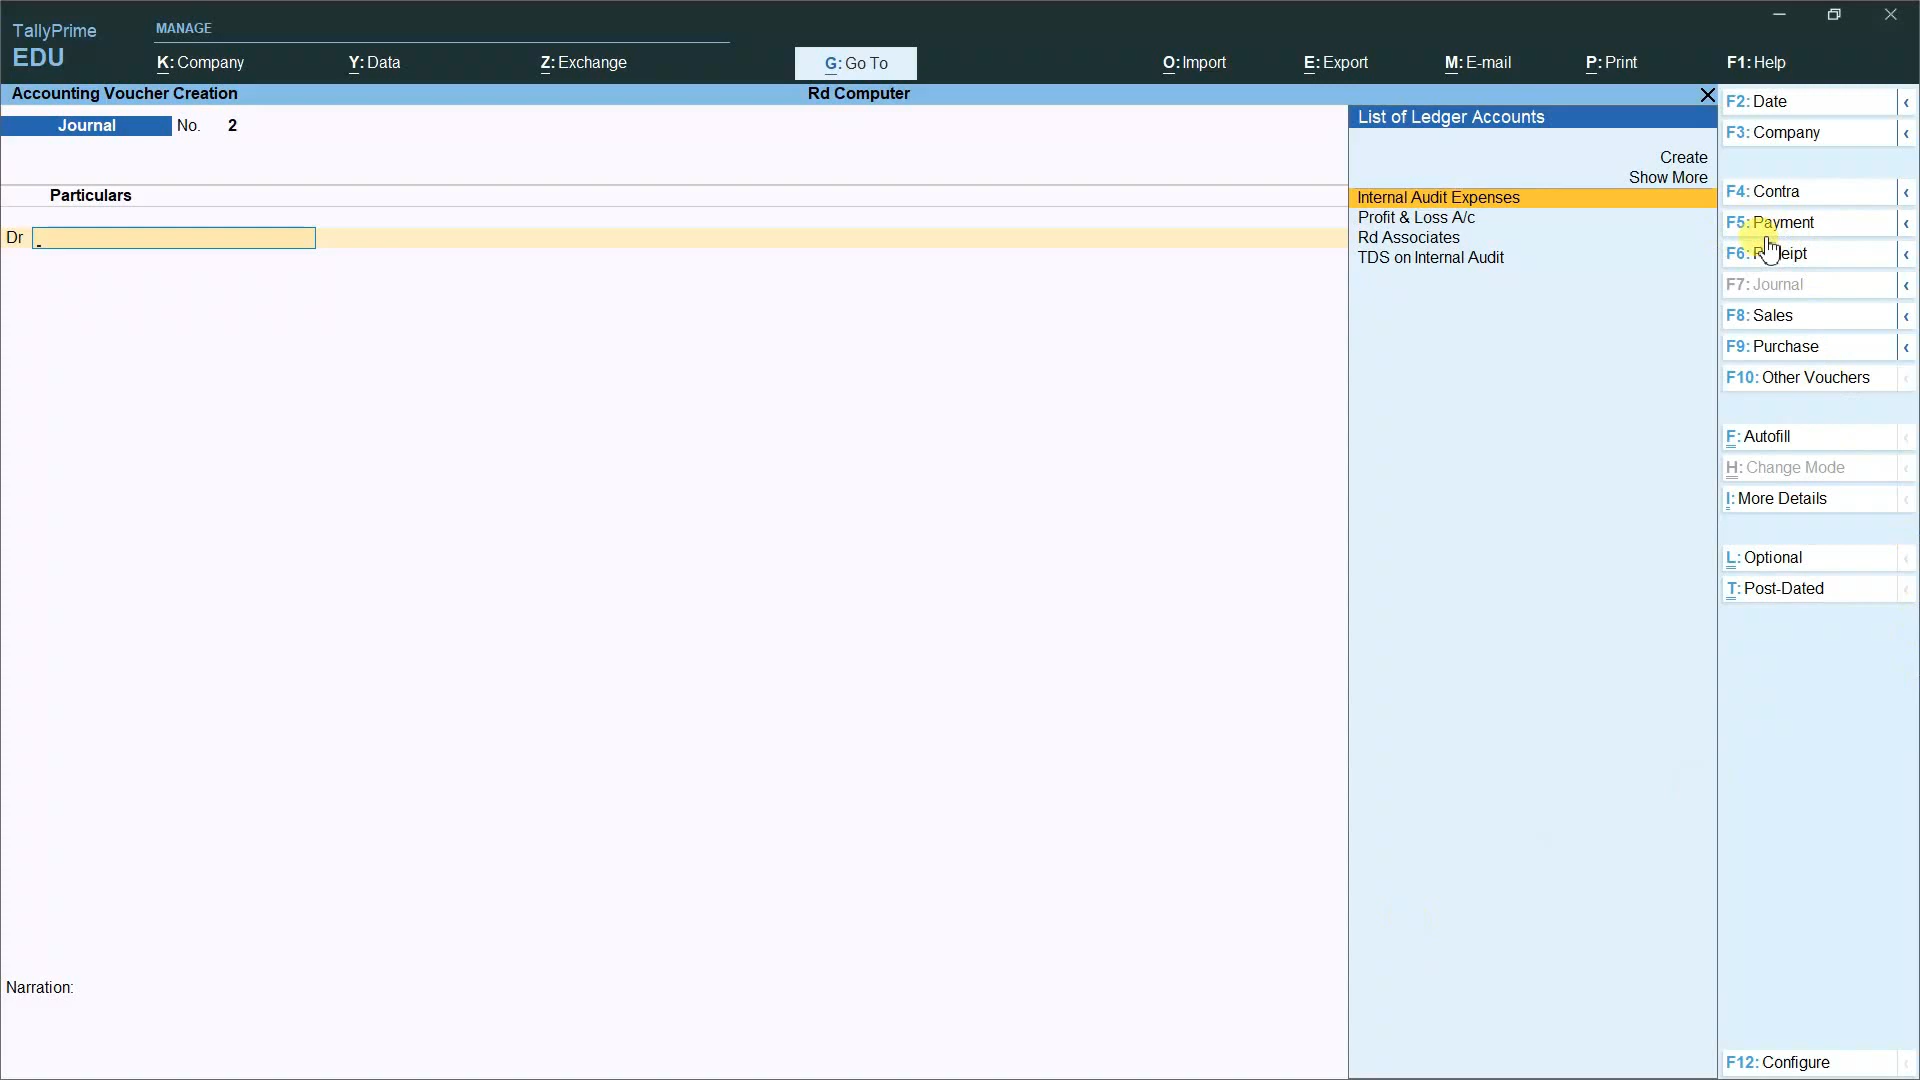 TallyPrime
EDU
MANAGE
K: Company
Y: Data
Z: Exchange
G: Go To
O: Import
E: Export
M: E-mail
P: Print
F1: Help
Accounting Voucher Creation
Rd Computer
Journal No. 2
Particulars
Dr
Narration:
List of Ledger Accounts
Create
Show More
Internal Audit Expenses
Profit & Loss A/c
Rd Associates
TDS on Internal Audit
F2: Date
F3: Company
F4: Contra
F5: Payment
F6: Receipt
F7: Journal
F8: Sales
F9: Purchase
F10: Other Vouchers
F: Autofill
H: Change Mode
I: More Details
L: Optional
T: Post-Dated
F12: Configure